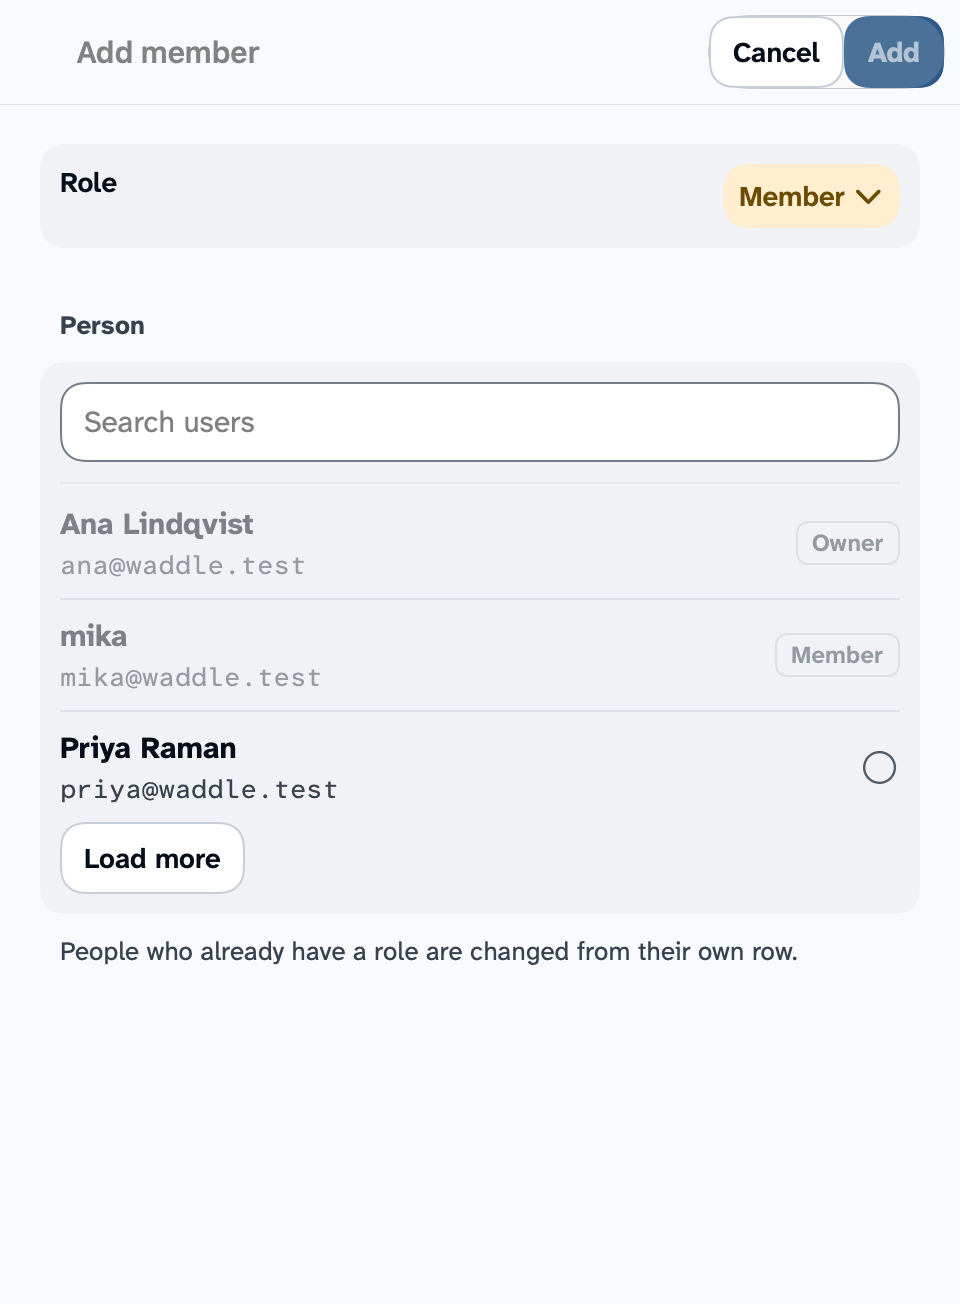 Add member
Cancel
Add
Role
Member
Person
Search users
Ana Lindqvist
ana@waddle.test
Owner
mika
mika@waddle.test
Member
Priya Raman
priya@waddle.test
Load more
People who already have a role are changed from their own row.